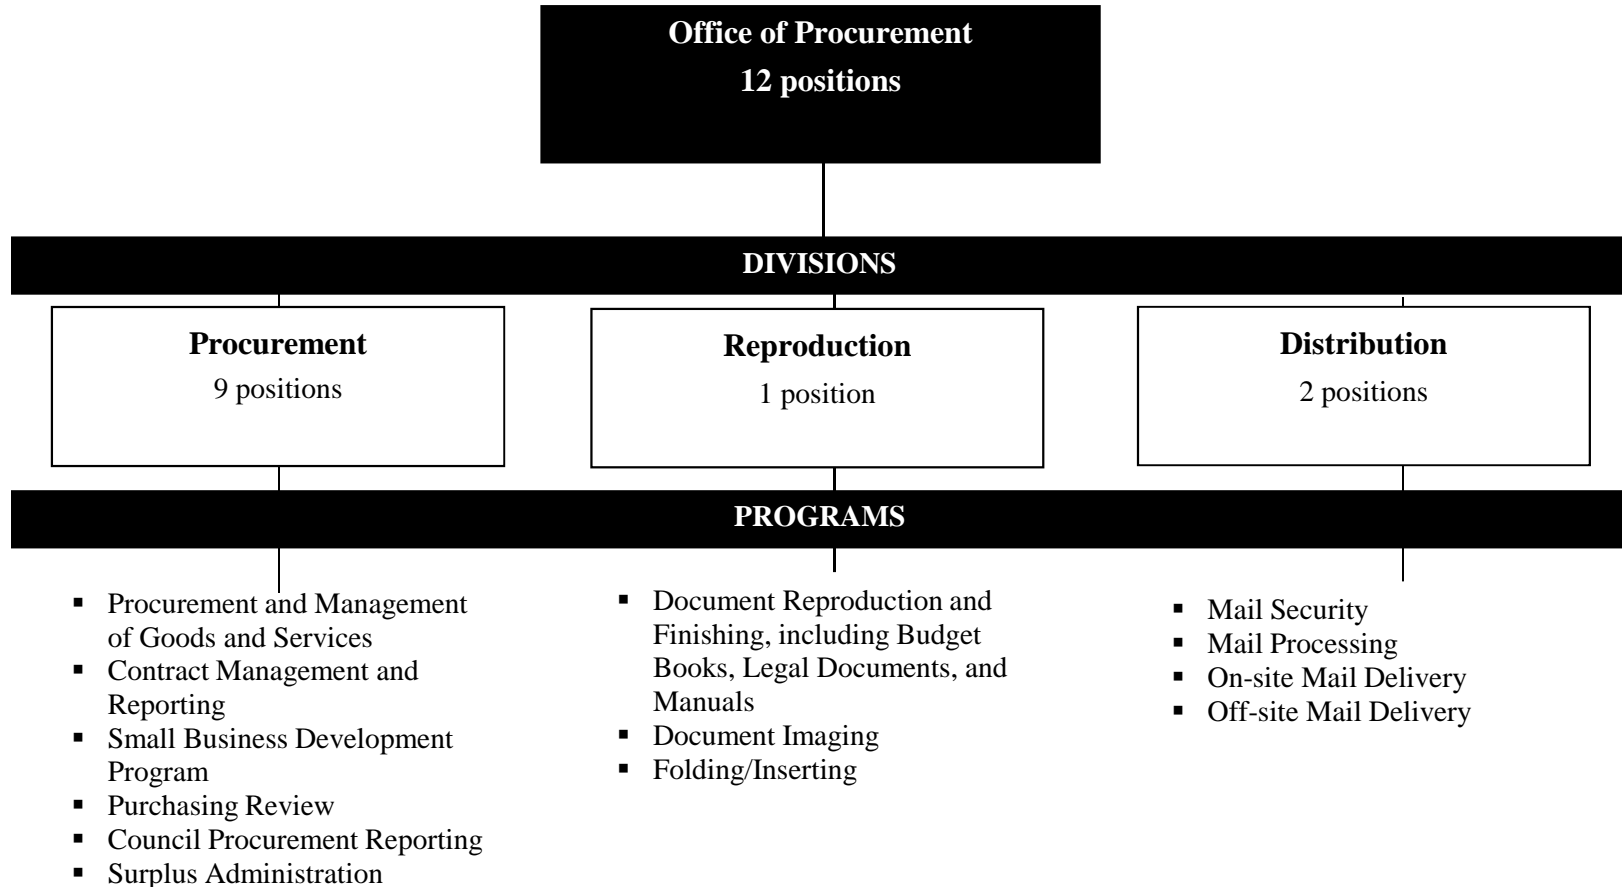 Office of Procurement
12 positions
DIVISIONS
Procurement
9 positions
Reproduction
1 position
Distribution
2 positions
PROGRAMS
▪ Procurement and Management
of Goods and Services
▪ Contract Management and
Reporting
▪ Small Business Development
Program
▪ Purchasing Review
▪ Council Procurement Reporting
▪ Surplus Administration
▪ Document Reproduction and
Finishing, including Budget
Books, Legal Documents, and
Manuals
▪ Document Imaging
▪ Folding/Inserting
▪ Mail Security
▪ Mail Processing
▪ On-site Mail Delivery
▪ Off-site Mail Delivery